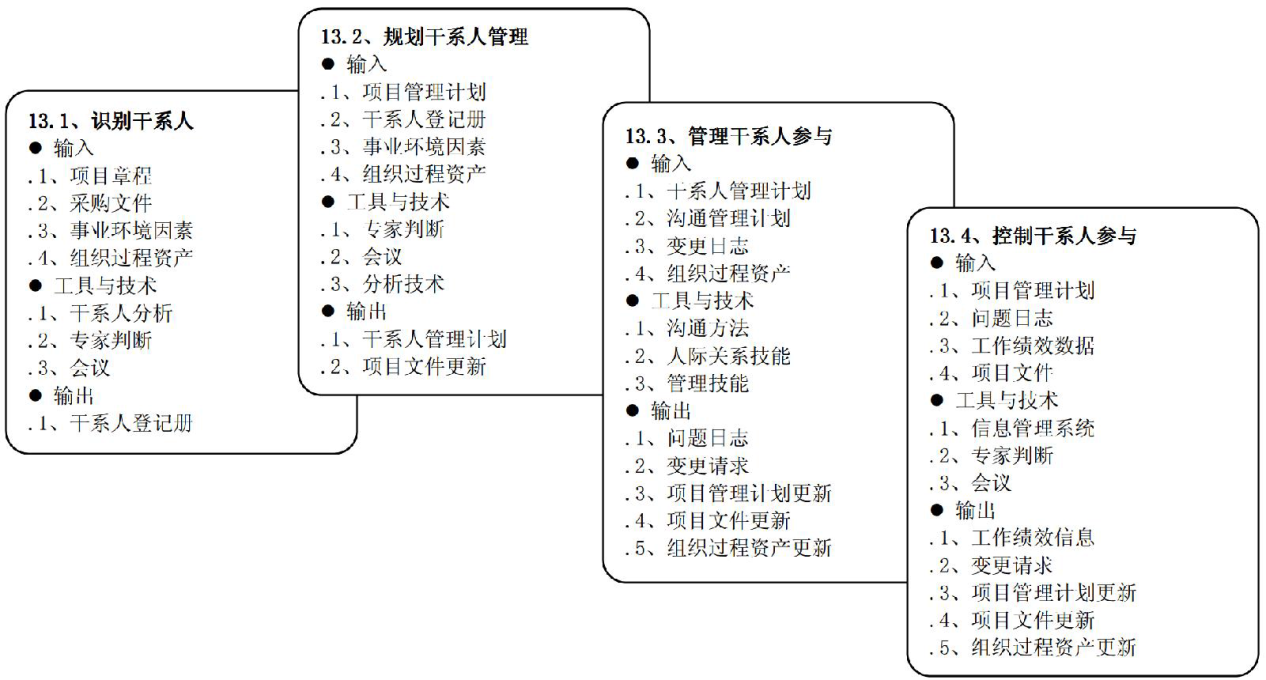 13.1、识别干系人
● 输入
.1、项目章程
.2、采购文件
.3、事业环境因素
.4、组织过程资产
● 工具与技术
.1、干系人分析
.2、专家判断
.3、会议
● 输出
.1、干系人登记册
13.2、规划干系人管理
● 输入
.1、项目管理计划
.2、干系人登记册
.3、事业环境因素
.4、组织过程资产
● 工具与技术
.1、专家判断
.2、会议
.3、分析技术
● 输出
.1、干系人管理计划
.2、项目文件更新
13.3、管理干系人参与
● 输入
.1、干系人管理计划
.2、沟通管理计划
.3、变更日志
.4、组织过程资产
● 工具与技术
.1、沟通方法
.2、人际关系技能
.3、管理技能
● 输出
.1、问题日志
.2、变更请求
.3、项目管理计划更新
.4、项目文件更新
.5、组织过程资产更新
13.4、控制干系人参与
● 输入
.1、项目管理计划
.2、问题日志
.3、工作绩效数据
.4、项目文件
● 工具与技术
.1、信息管理系统
.2、专家判断
.3、会议
● 输出
.1、工作绩效信息
.2、变更请求
.3、项目管理计划更新
.4、项目文件更新
.5、组织过程资产更新